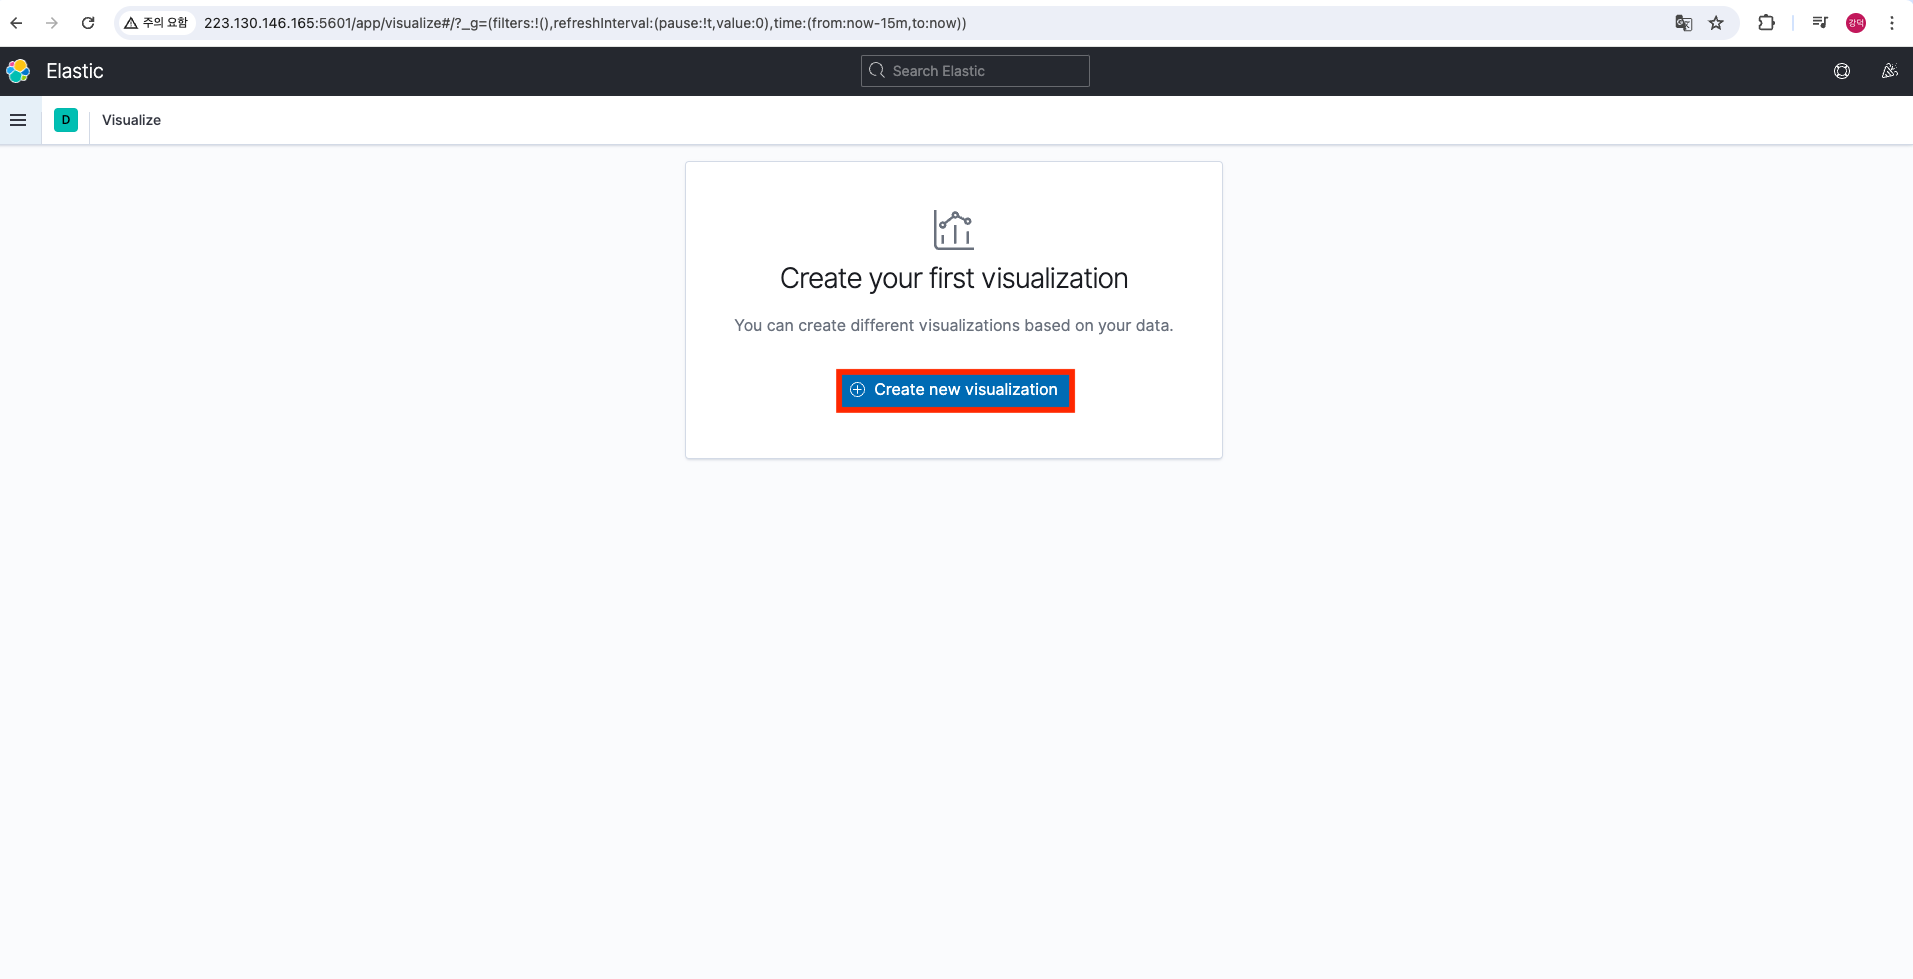 주의 요함 223.130.146.165:5601/app/visualize#/?_g=(filters:!(),refreshInterval:(pause:!t,value:0),time:(from:now-15m,to:now))
강덕
Elastic
Search Elastic
D
Visualize
Create your first visualization
You can create different visualizations based on your data.
Create new visualization